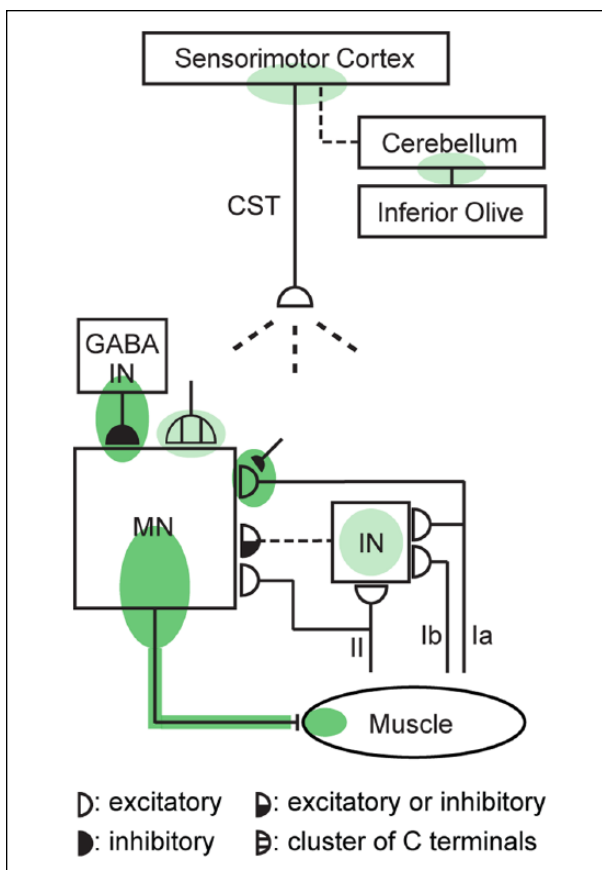 Sensorimotor Cortex
Cerebellum
Inferior Olive
CST
GABA
IN
MN
IN
II
Ib
Ia
Muscle
: excitatory
: excitatory or inhibitory
: inhibitory
: cluster of C terminals